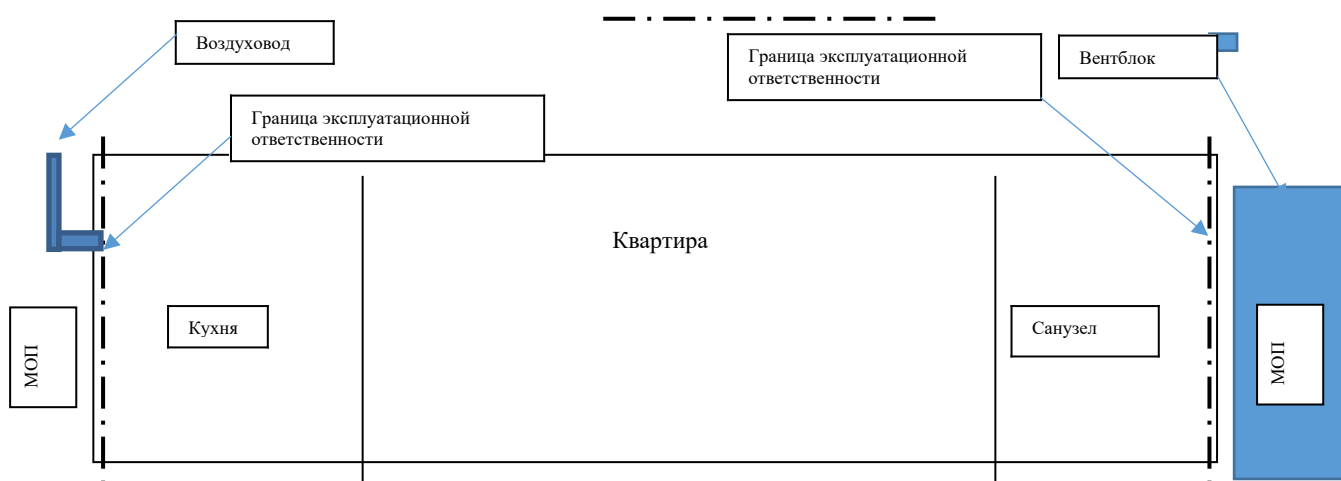 Воздуховод
Граница эксплуатационной
ответственности
Вентблок
Граница эксплуатационной
ответственности
Квартира
Кухня
Санузел
МОП
МОП